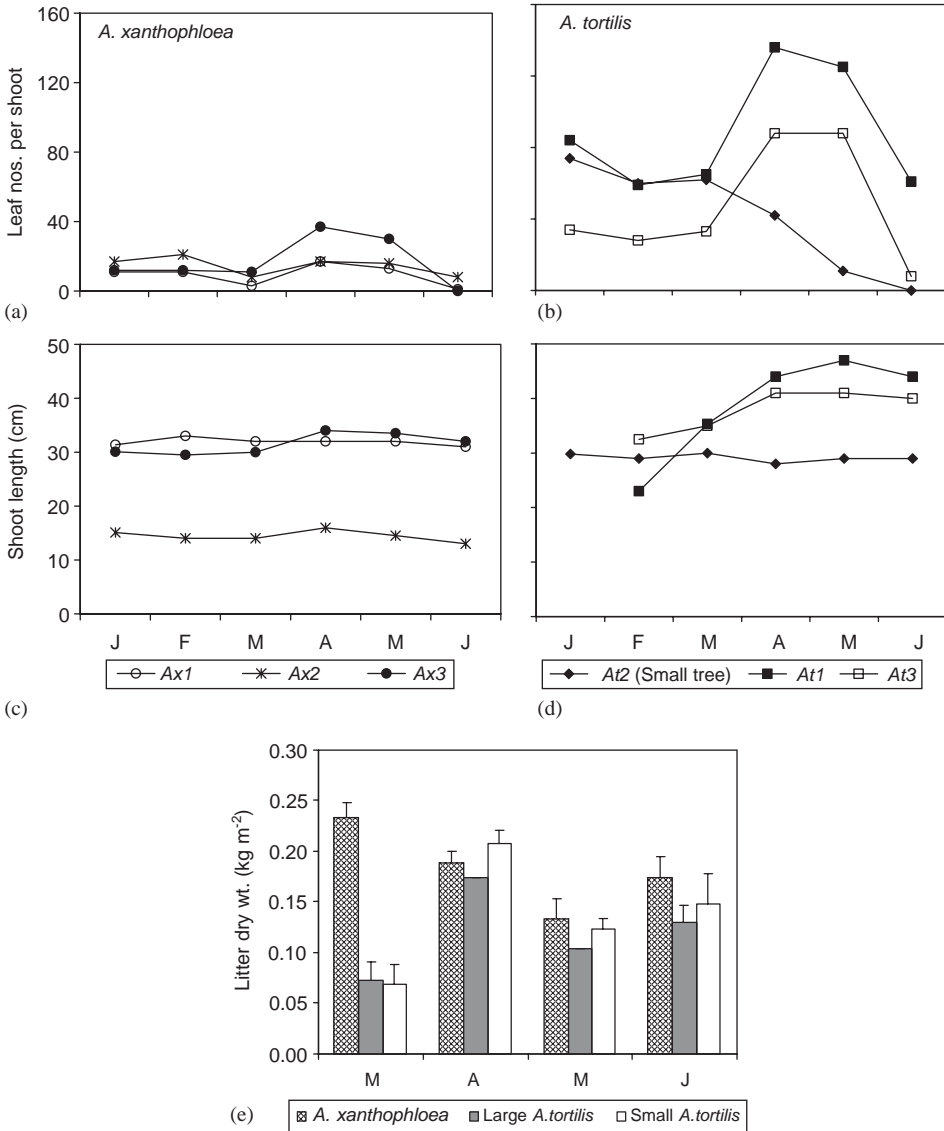 A. xanthophloea
A. tortilis
Leaf nos. per shoot
160
120
80
40
0
(a)
(b)
Shoot length (cm)
50
40
30
20
10
0
J F M A M J
J F M A M J
Ax1 Ax2 Ax3
At2 (Small tree) At1 At3
(c)
(d)
Litter dry wt. (kg m-2)
0.30
0.25
0.20
0.15
0.10
0.05
0.00
M A M J
(e)
A. xanthophloea Large A.tortilis Small A.tortilis